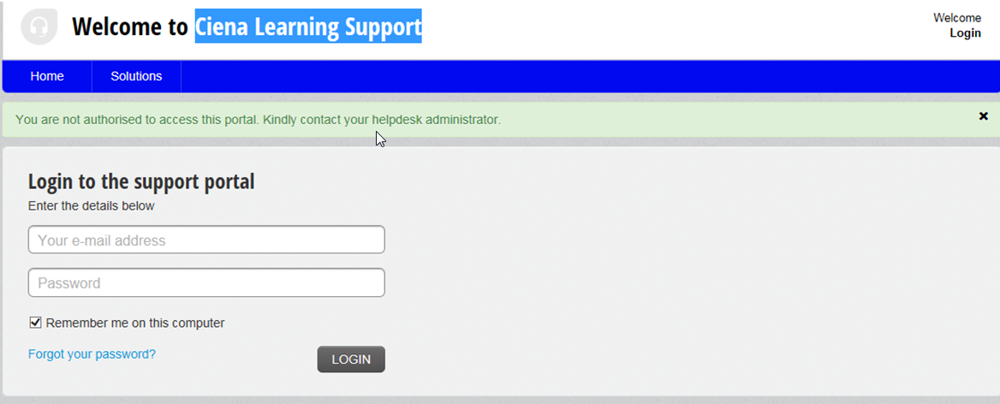 Welcome to Ciena Learning Support
Welcome
Login
Home
Solutions
You are not authorised to access this portal. Kindly contact your helpdesk administrator.
×
Login to the support portal
Enter the details below
Your e-mail address
Password
Remember me on this computer
Forgot your password?
LOGIN